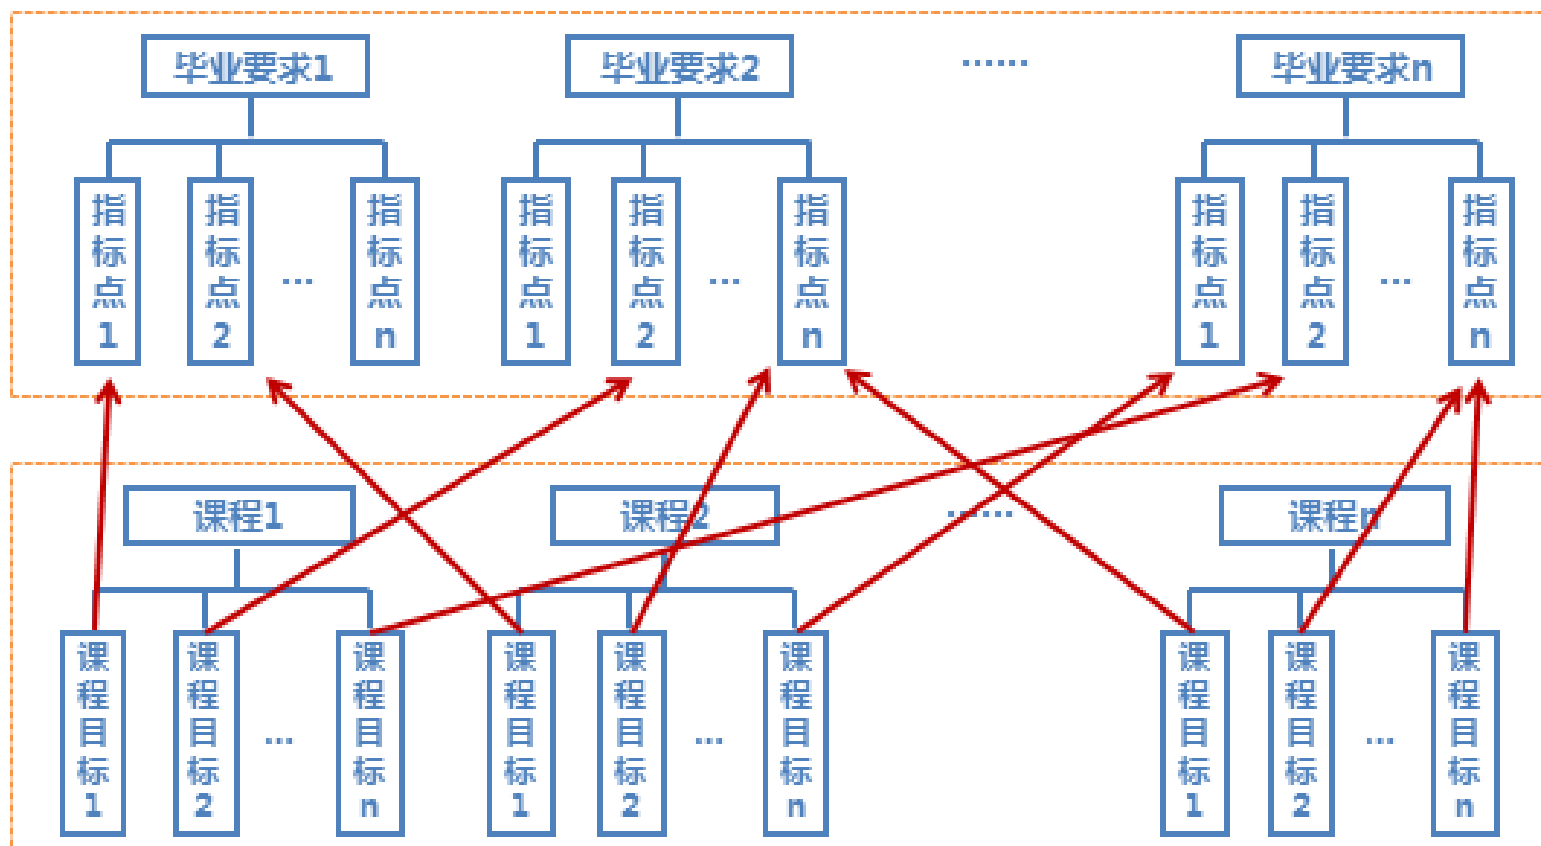 毕业要求1
毕业要求2
......
毕业要求n
指标点1
指标点2
...
指标点n
指标点1
指标点2
...
指标点n
指标点1
指标点2
...
指标点n
课程1
课程2
......
课程n
课程目标1
课程目标2
...
课程目标n
课程目标1
课程目标2
...
课程目标n
课程目标1
课程目标2
...
课程目标n